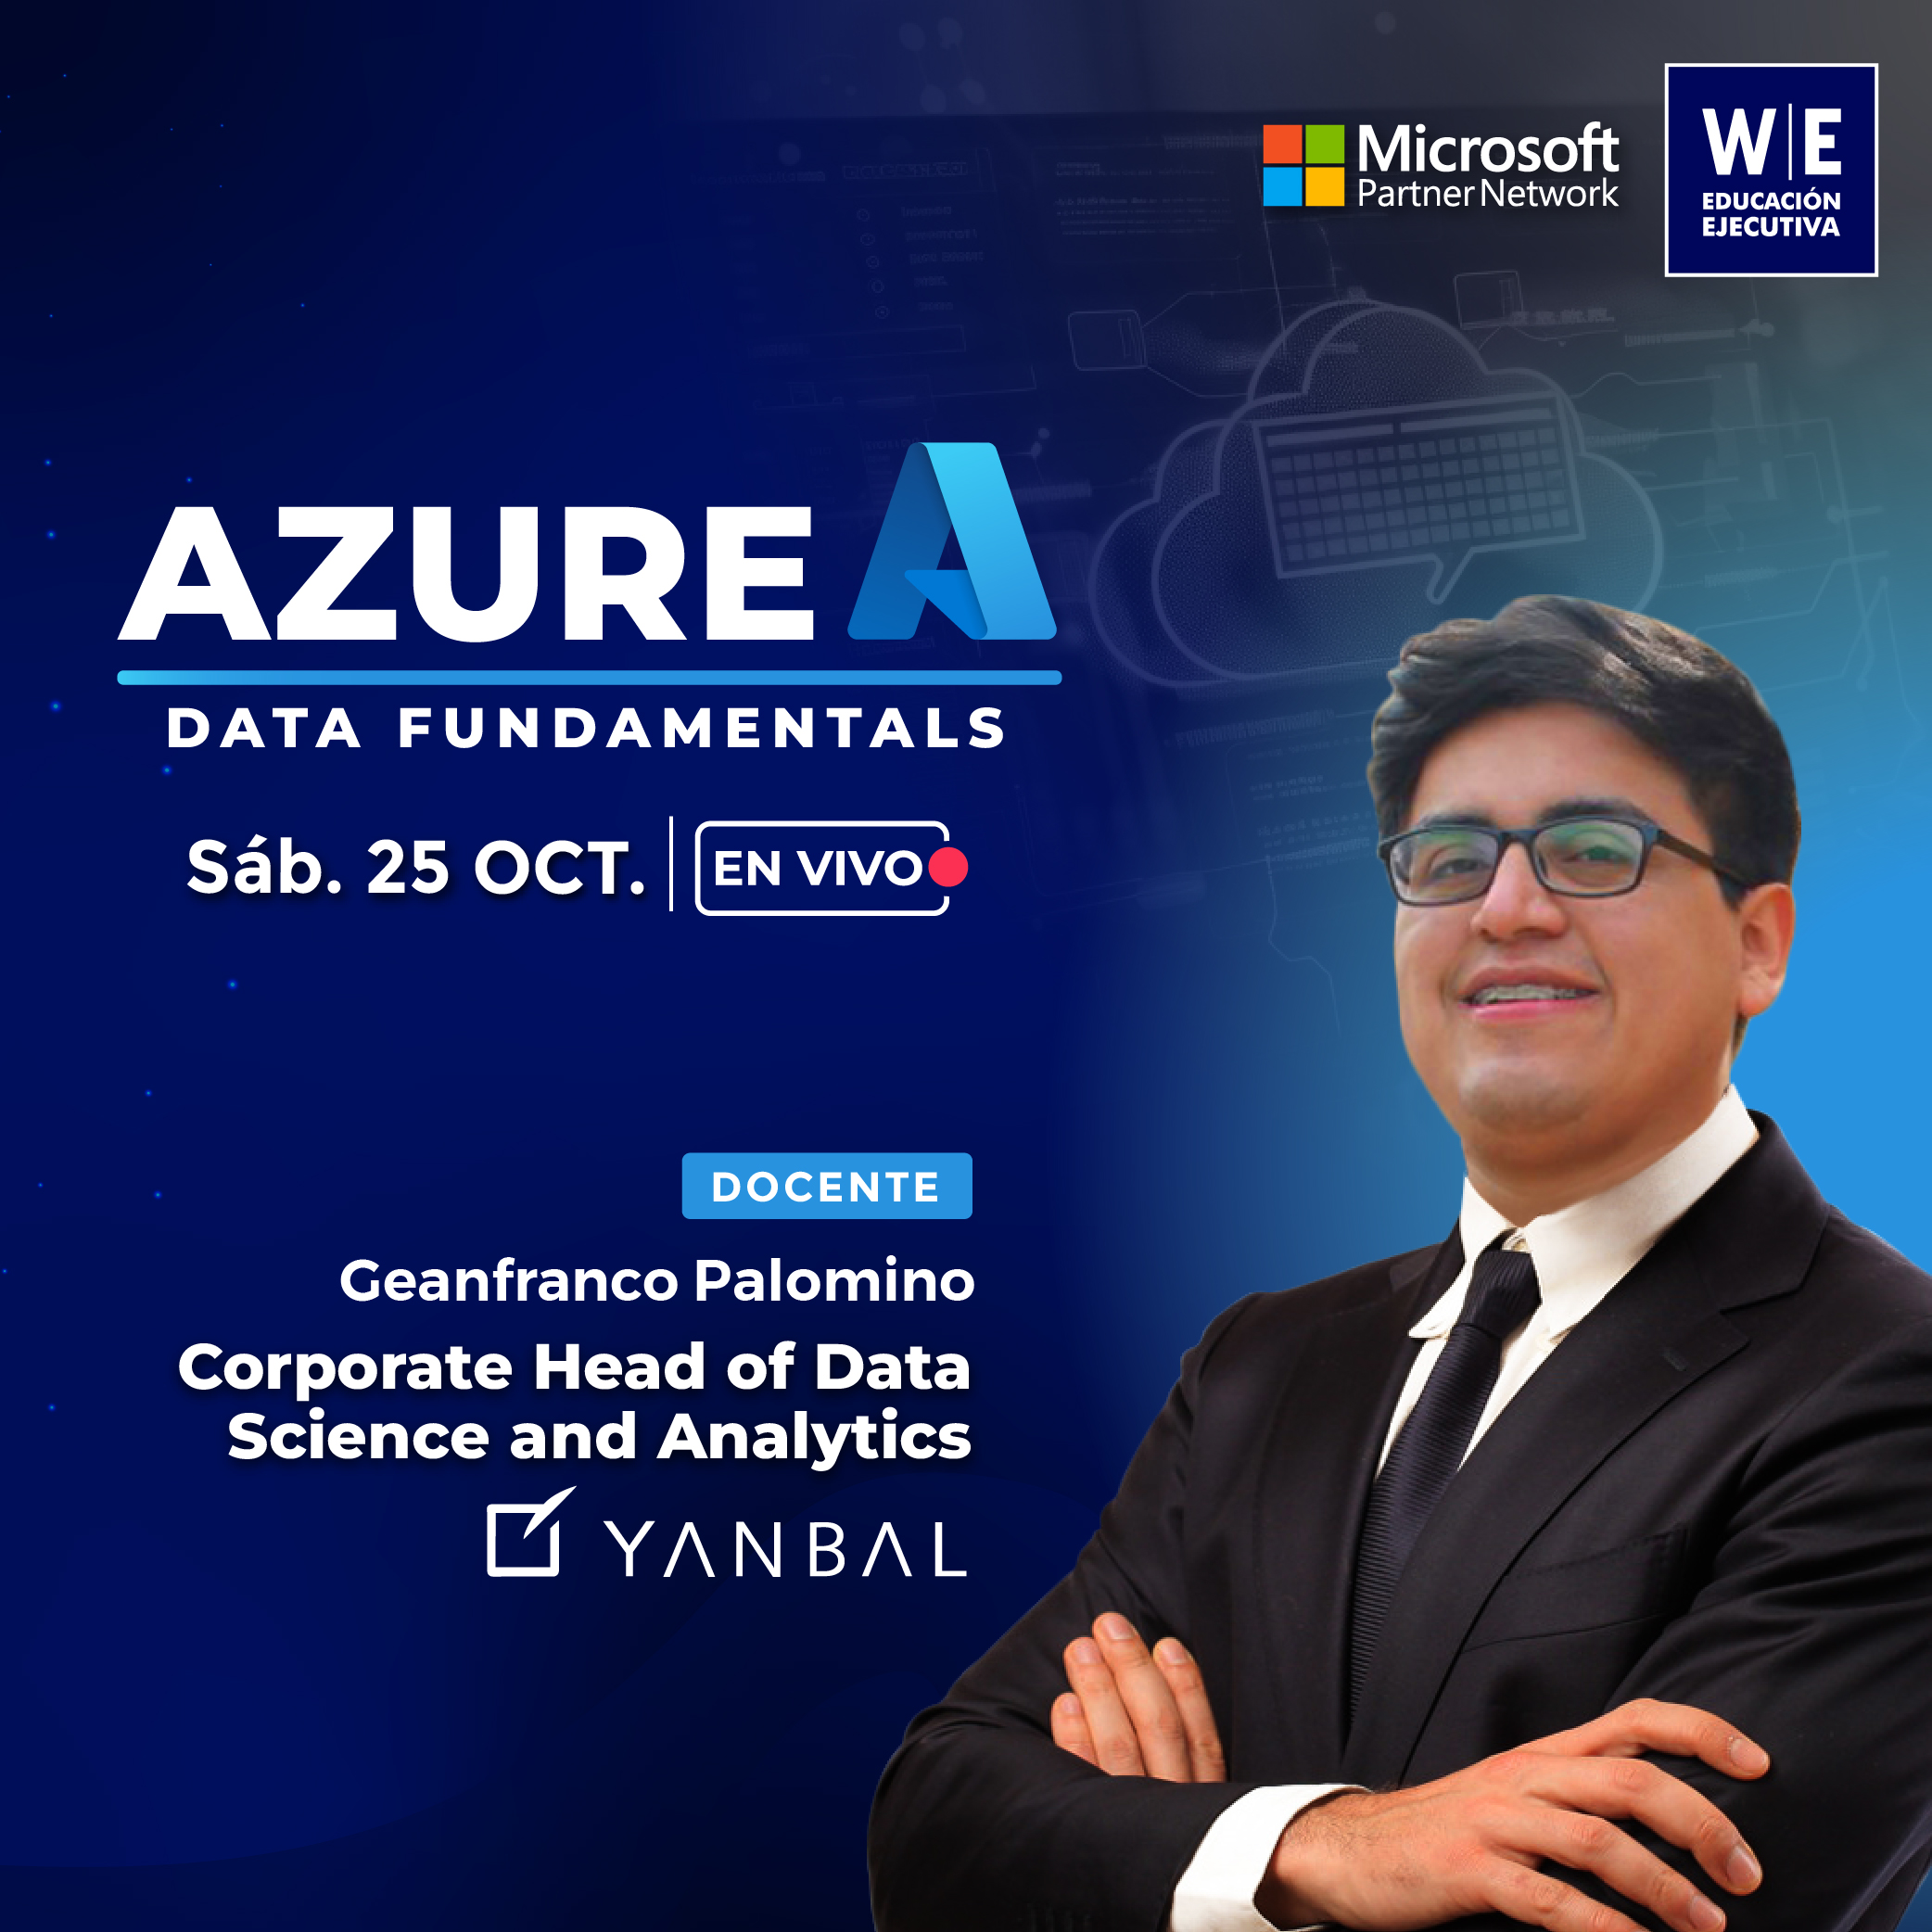 Microsoft
Partner Network
W|E
EDUCACIÓN
EJECUTIVA
AZURE
DATA FUNDAMENTALS
Sáb. 25 OCT. | EN VIVO
DOCENTE
Geanfranco Palomino
Corporate Head of Data
Science and Analytics
YANBAL